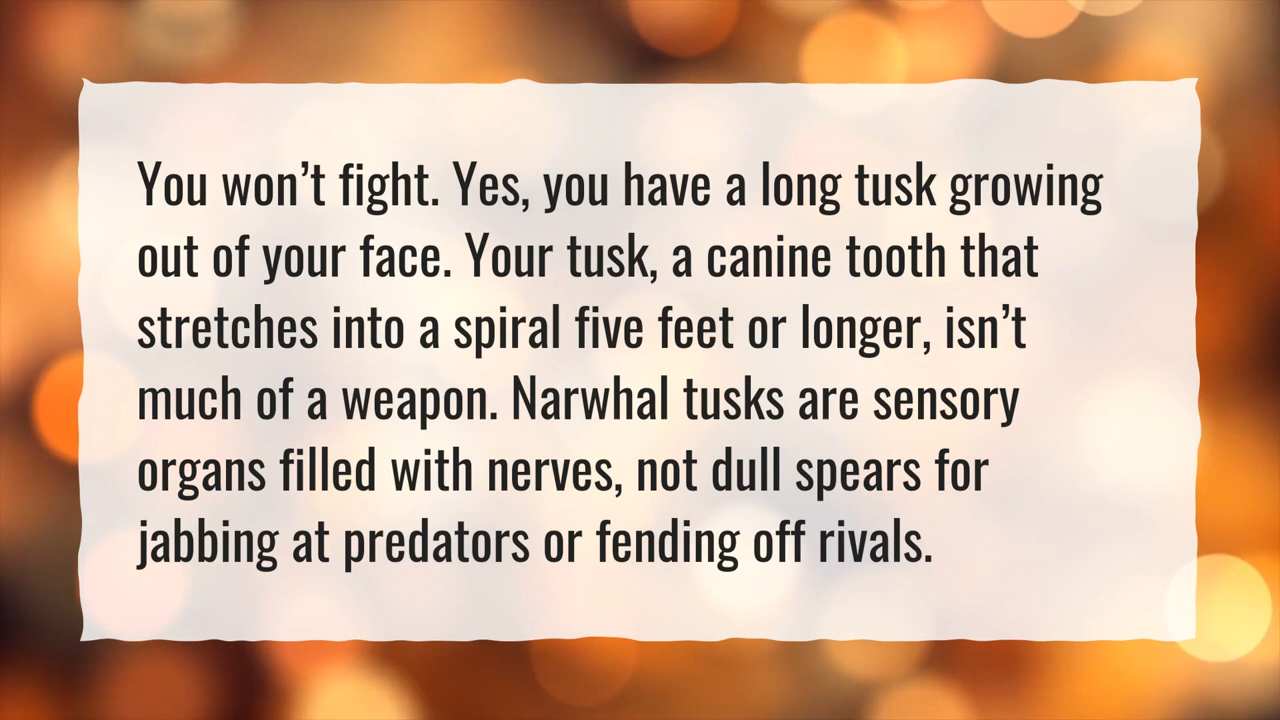 You won’t fight. Yes, you have a long tusk growing
out of your face. Your tusk, a canine tooth that
stretches into a spiral five feet or longer, isn’t
much of a weapon. Narwhal tusks are sensory
organs filled with nerves, not dull spears for
jabbing at predators or fending off rivals.